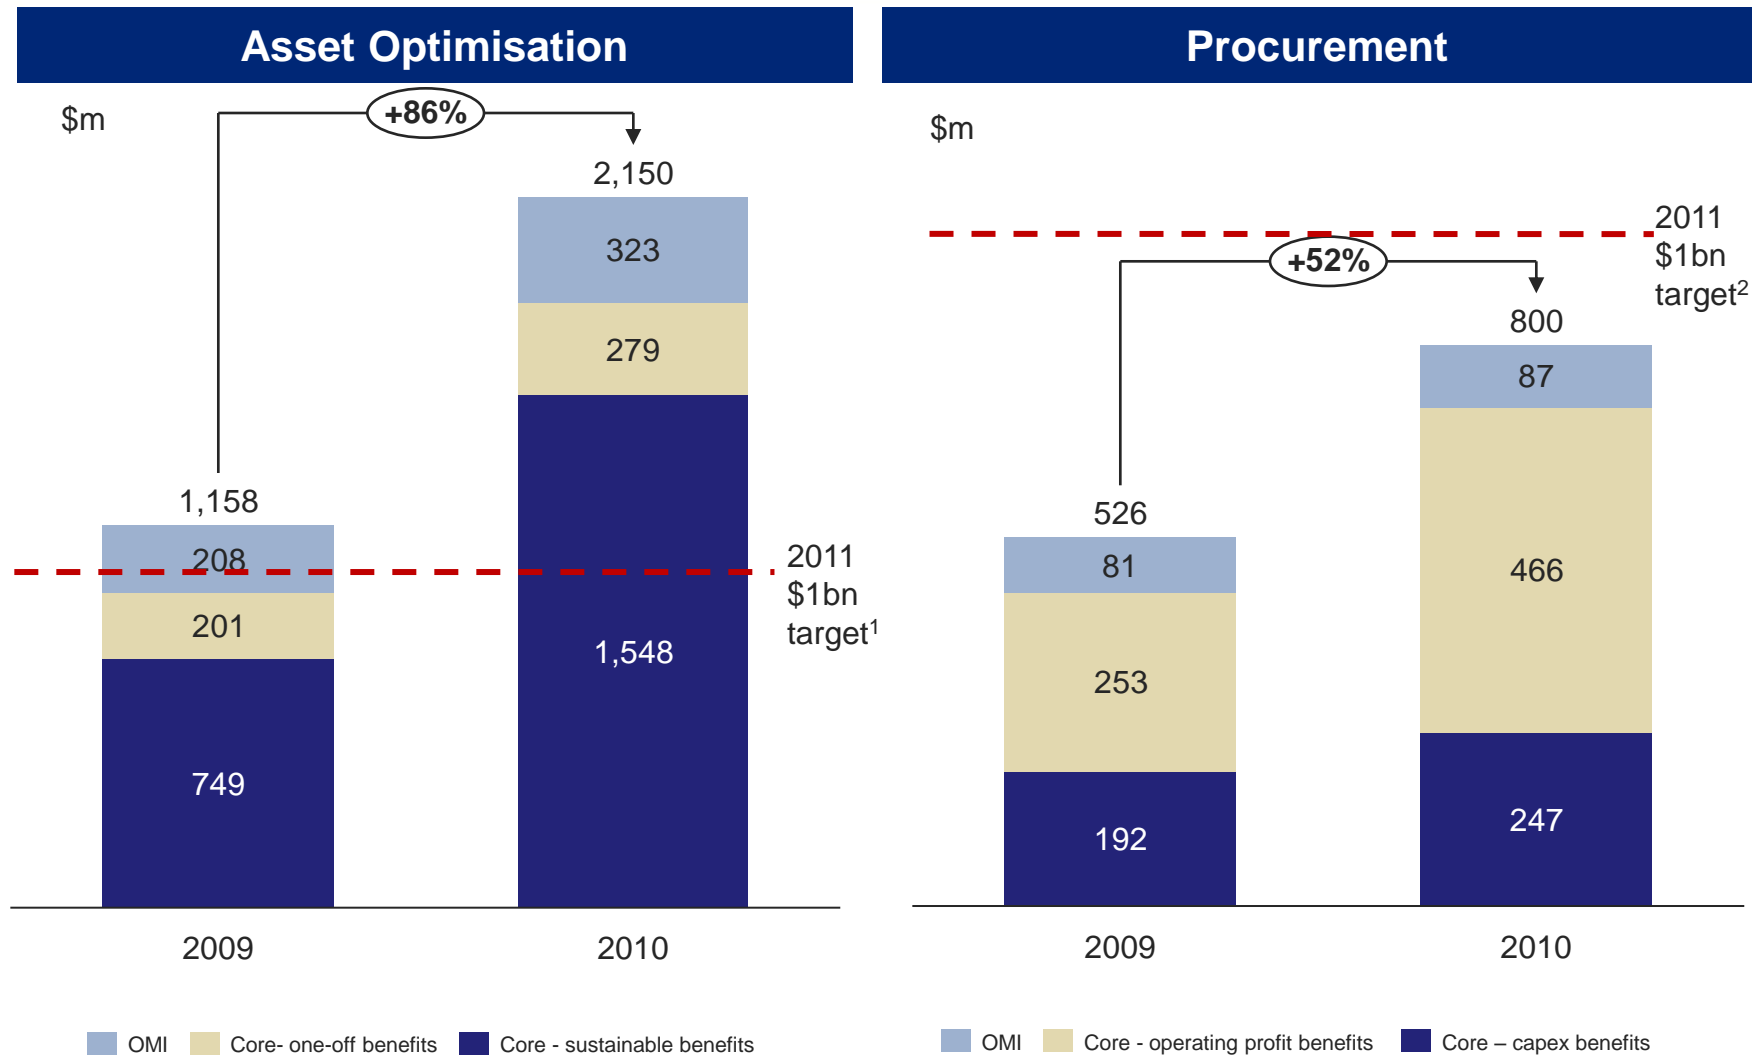 Asset Optimisation
$m
+86%
2,150
323
279
1,548
1,158
208
201
749
2011
$1bn
target1
2009
2010
OMI
Core- one-off benefits
Core - sustainable benefits
Procurement
$m
2011
$1bn
target2
+52%
800
87
466
247
526
81
253
192
2009
2010
OMI
Core - operating profit benefits
Core – capex benefits